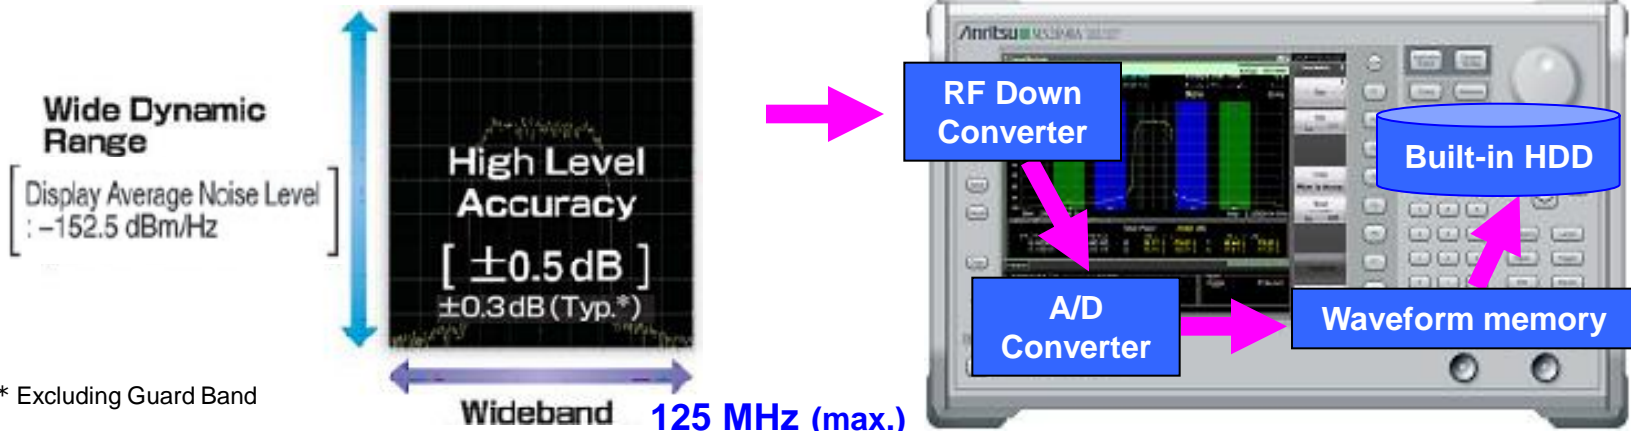 Wide Dynamic
Range
Display Average Noise Level
: −152.5 dBm/Hz
* Excluding Guard Band
High Level
Accuracy
[ ±0.5 dB ]
±0.3 dB (Typ.*)
Wideband
125 MHz (max.)
Anritsu
RF Down
Converter
Built-in HDD
A/D
Converter
Waveform memory